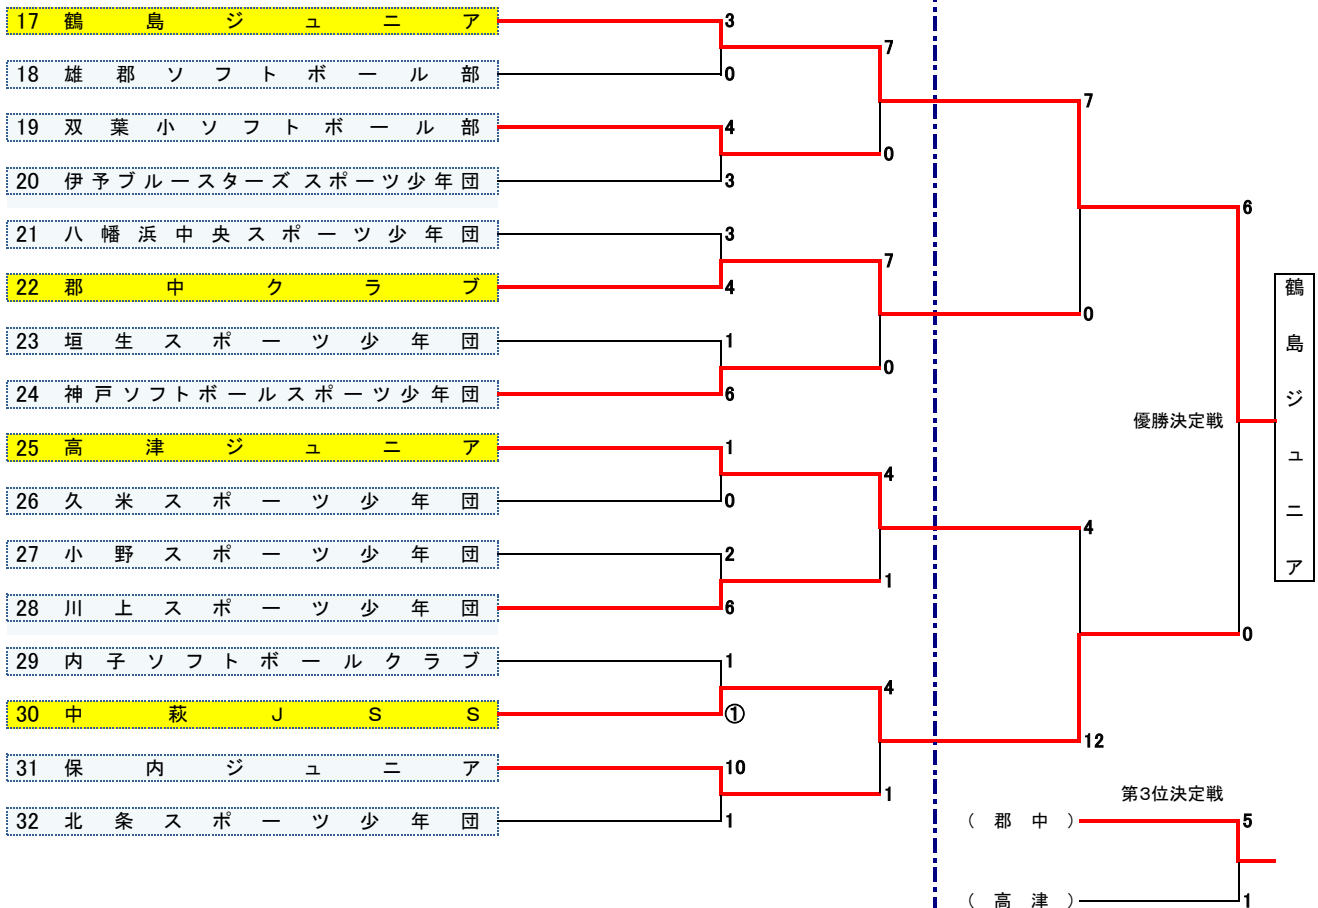 17 鶴島ジュニア 3
7
18 雄郡ソフトボール部 0
7
19 双葉小ソフトボール部 4
0
20 伊予ブルースターズ スポーツ少年団 3
6
21 八幡浜中央スポーツ少年団 3
7
22 郡中クラブ 4
0
23 垣生スポーツ少年団 1
0
24 神戸ソフトボールスポーツ少年団 6
優勝決定戦
鶴島ジュニア
25 高津ジュニア 1
4
26 久米スポーツ少年団 0
4
27 小野スポーツ少年団 2
1
28 川上スポーツ少年団 6
0
29 内子ソフトボールクラブ 1
4
30 中萩JSS ①
12
31 保内ジュニア 10
1
32 北条スポーツ少年団 1
第3位決定戦
(郡中) 5
(高津) 1